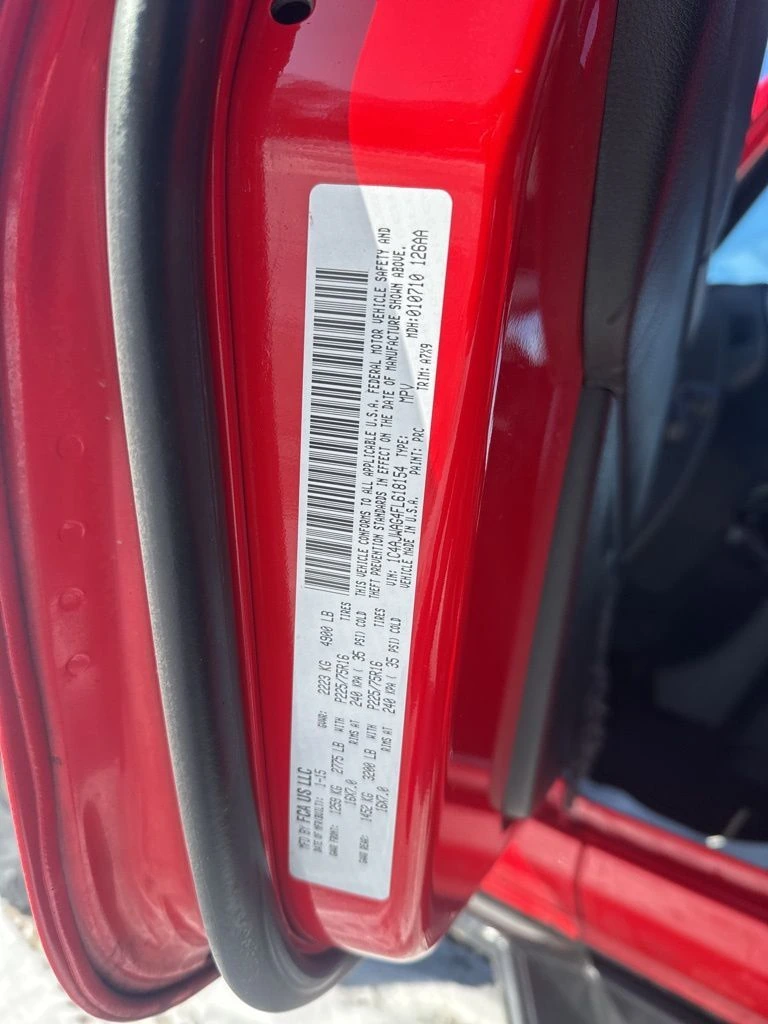 MFD BY FCA US LLC
DATE OF MFR(BUILT): 1-15 GVWR: 2223 KG 4900 LB
GAWR FRONT: 1259 KG 2775 LB WITH P225/75R16 TIRES
16X7.0 RIMS AT 240 KPA ( 35 PSI) COLD
GAWR REAR: 1452 KG 3200 LB WITH P225/75R16 TIRES
16X7.0 RIMS AT 240 KPA ( 35 PSI) COLD
THIS VEHICLE CONFORMS TO ALL APPLICABLE U.S.A. FEDERAL MOTOR VEHICLE SAFETY AND
THEFT PREVENTION STANDARDS IN EFFECT ON THE DATE OF MANUFACTURE SHOWN ABOVE.
VIN: 1C4AJWAG4FL618154 TYPE: MPV MDH:010710 126AA
VEHICLE MADE IN U.S.A. PAINT: PRC TRIM: A7X9